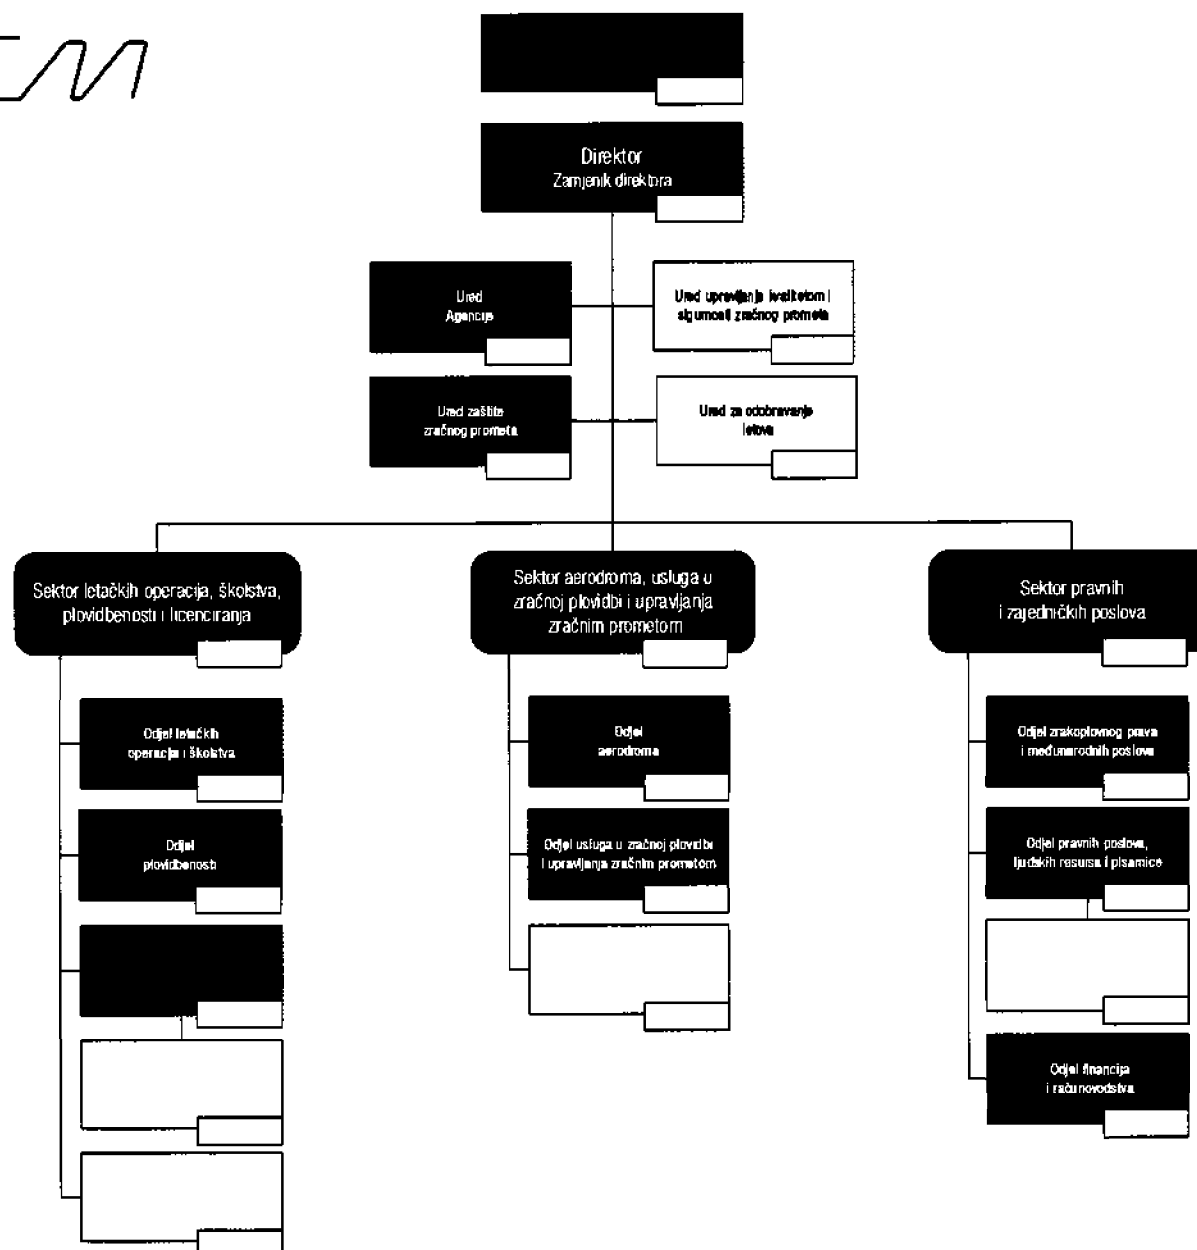 Direktor
Zamjenik direktora
Ured
Agencije
Ured upravljanja kvalitetom i
sigurnosti zračnog prometa
Ured zaštite
zračnog prometa
Ured za odobravanje
letova
Sektor letačkih operacija, školstva,
plovidbenosti i licenciranja
Sektor aerodroma, usluga u
zračnoj plovidbi i upravljanja
zračnim prometom
Sektor pravnih
i zajedničkih poslova
Odjel letačkih
operacija i školstva
Odjel
plovidbenosti
Odjel
aerodroma
Odjel usluga u zračnoj plovidbi
i upravljanja zračnim prometom
Odjel zrakoplovnog prava
i međunarodnih poslova
Odjel pravnih poslova,
ljudskih resursa i pisarnice
Odjel financija
i računovodstva